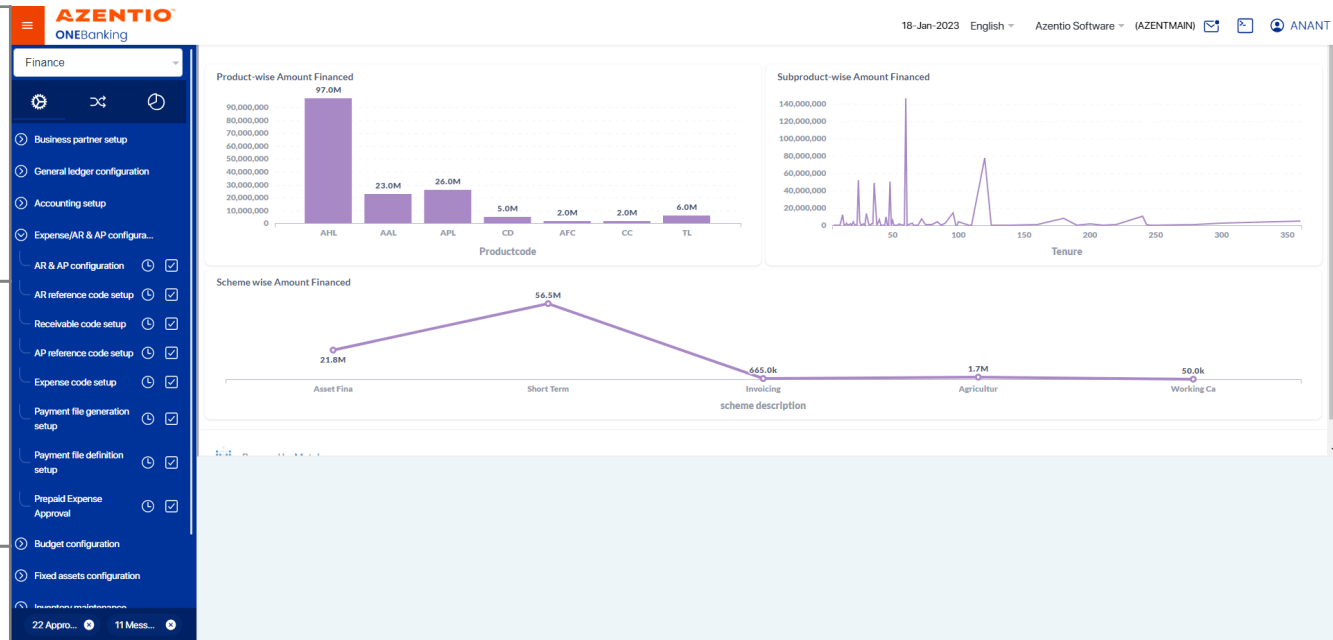 AZENTIO
ONEBanking
18-Jan-2023 English Azentio Software (AZENTMAIN) ANANT
Finance
Business partner setup
General ledger configuration
Accounting setup
Expense/AR & AP configura...
AR & AP configuration
AR reference code setup
Receivable code setup
AP reference code setup
Expense code setup
Payment file generation
setup
Payment file definition
setup
Prepaid Expense
Approval
Budget configuration
Fixed assets configuration
Inventory maintenance
22 Appro... 11 Mess...
Product-wise Amount Financed
97.0M
90,000,000
80,000,000
70,000,000
60,000,000
50,000,000
40,000,000
30,000,000
20,000,000
10,000,000
0
23.0M
26.0M
5.0M
2.0M
2.0M
6.0M
AHL AAL APL CD AFC CC TL
Productcode
Subproduct-wise Amount Financed
140,000,000
120,000,000
100,000,000
80,000,000
60,000,000
40,000,000
20,000,000
0
50 100 150 200 250 300 350
Tenure
Scheme wise Amount Financed
56.5M
21.8M
665.0k
1.7M
50.0k
Asset Fina Short Term Invoicing Agricultur Working Ca
scheme description